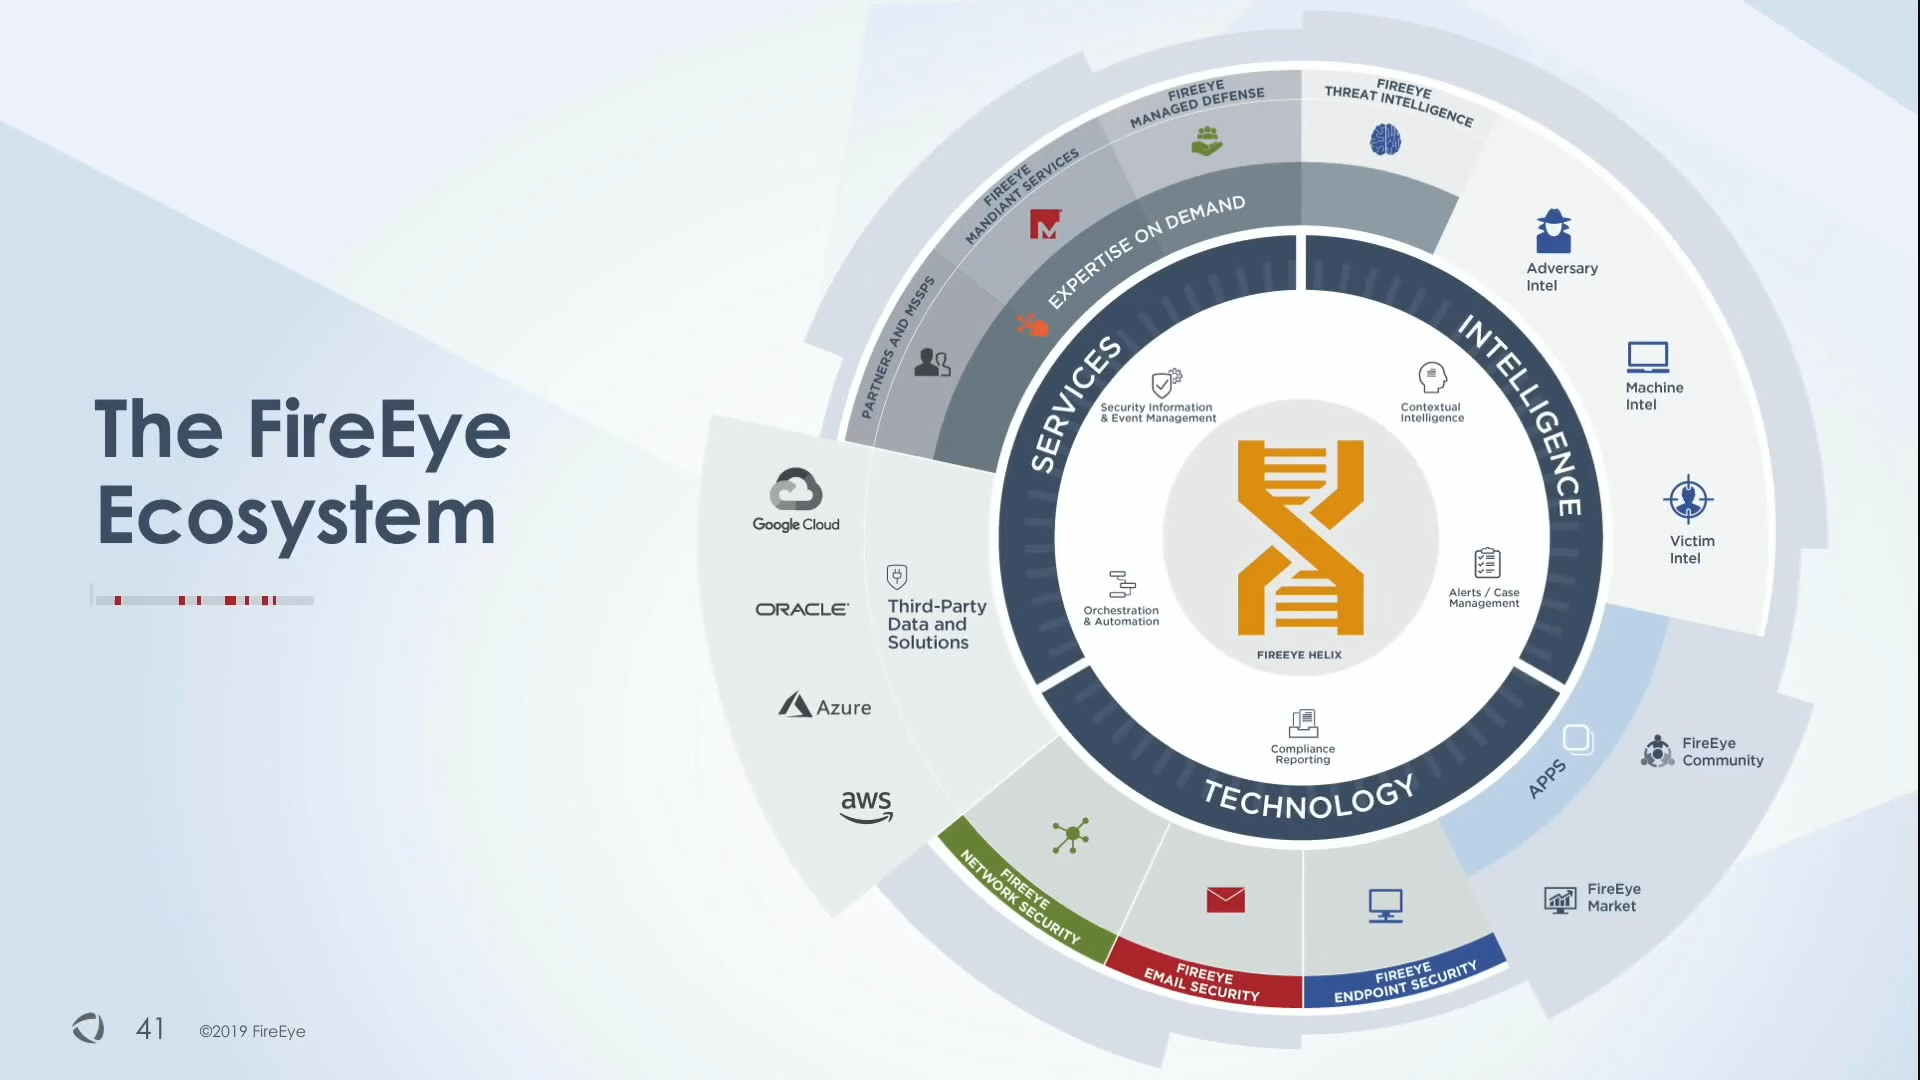 The FireEye
Ecosystem
41
©2019 FireEye
FIREEYE
MANAGED DEFENSE
FIREEYE
THREAT INTELLIGENCE
FIREEYE
MANDIANT SERVICES
PARTNERS AND MSSPS
EXPERTISE ON DEMAND
Adversary
Intel
Machine
Intel
Victim
Intel
SERVICES
INTELLIGENCE
TECHNOLOGY
Security Information
& Event Management
Contextual
Intelligence
Orchestration
& Automation
Alerts / Case
Management
FIREEYE HELIX
Compliance
Reporting
Google Cloud
ORACLE
Azure
aws
Third-Party
Data and
Solutions
APPS
FireEye
Community
FireEye
Market
FIREEYE
NETWORK SECURITY
FIREEYE
EMAIL SECURITY
FIREEYE
ENDPOINT SECURITY